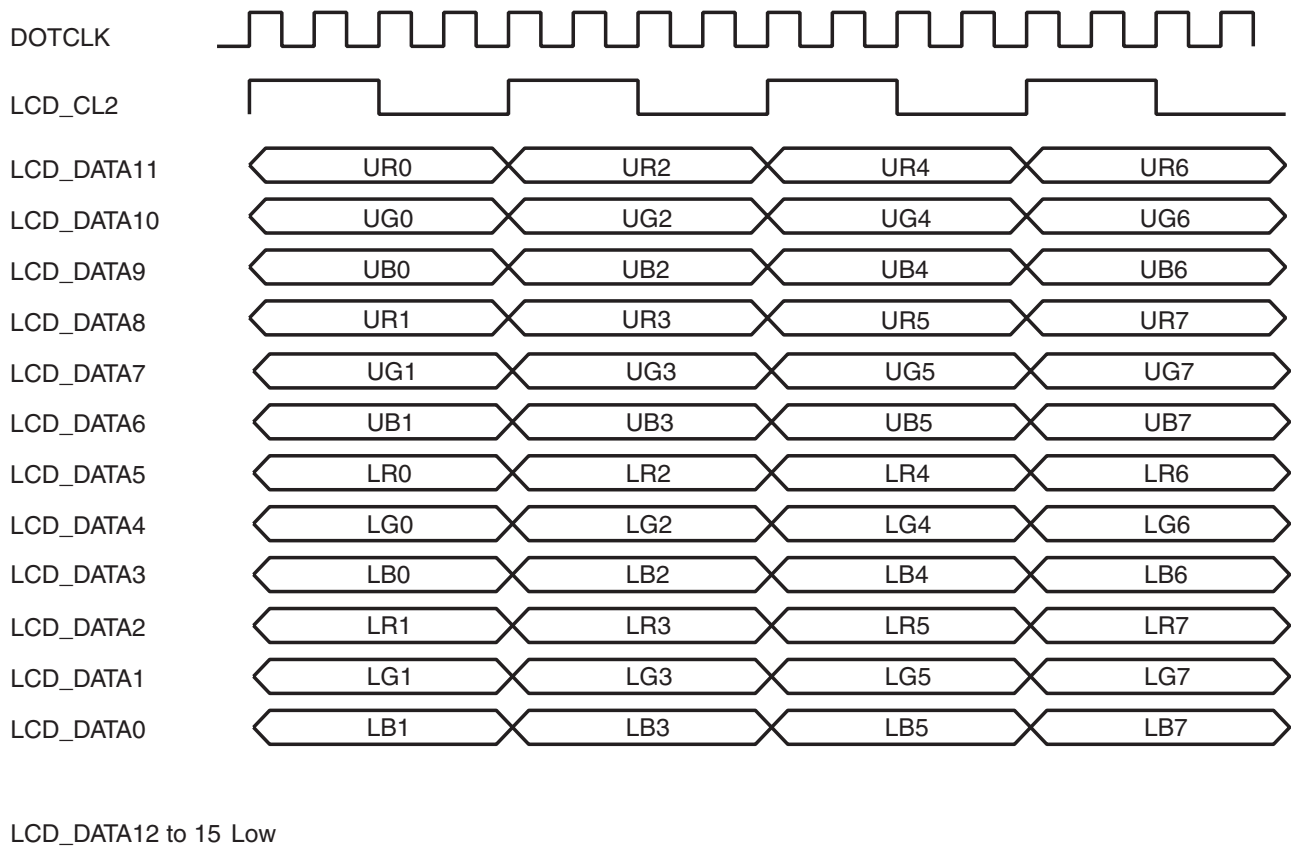 DOTCLK
LCD_CL2
LCD_DATA11 UR0 UR2 UR4 UR6
LCD_DATA10 UG0 UG2 UG4 UG6
LCD_DATA9 UB0 UB2 UB4 UB6
LCD_DATA8 UR1 UR3 UR5 UR7
LCD_DATA7 UG1 UG3 UG5 UG7
LCD_DATA6 UB1 UB3 UB5 UB7
LCD_DATA5 LR0 LR2 LR4 LR6
LCD_DATA4 LG0 LG2 LG4 LG6
LCD_DATA3 LB0 LB2 LB4 LB6
LCD_DATA2 LR1 LR3 LR5 LR7
LCD_DATA1 LG1 LG3 LG5 LG7
LCD_DATA0 LB1 LB3 LB5 LB7
LCD_DATA12 to 15 Low